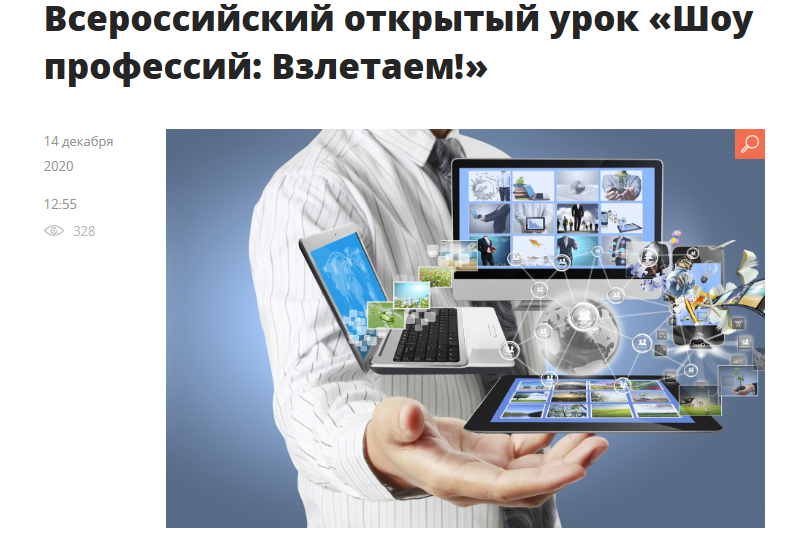 Всероссийский открытый урок «Шоу
профессий: Взлетаем!»
14 декабря
2020
12:55
328